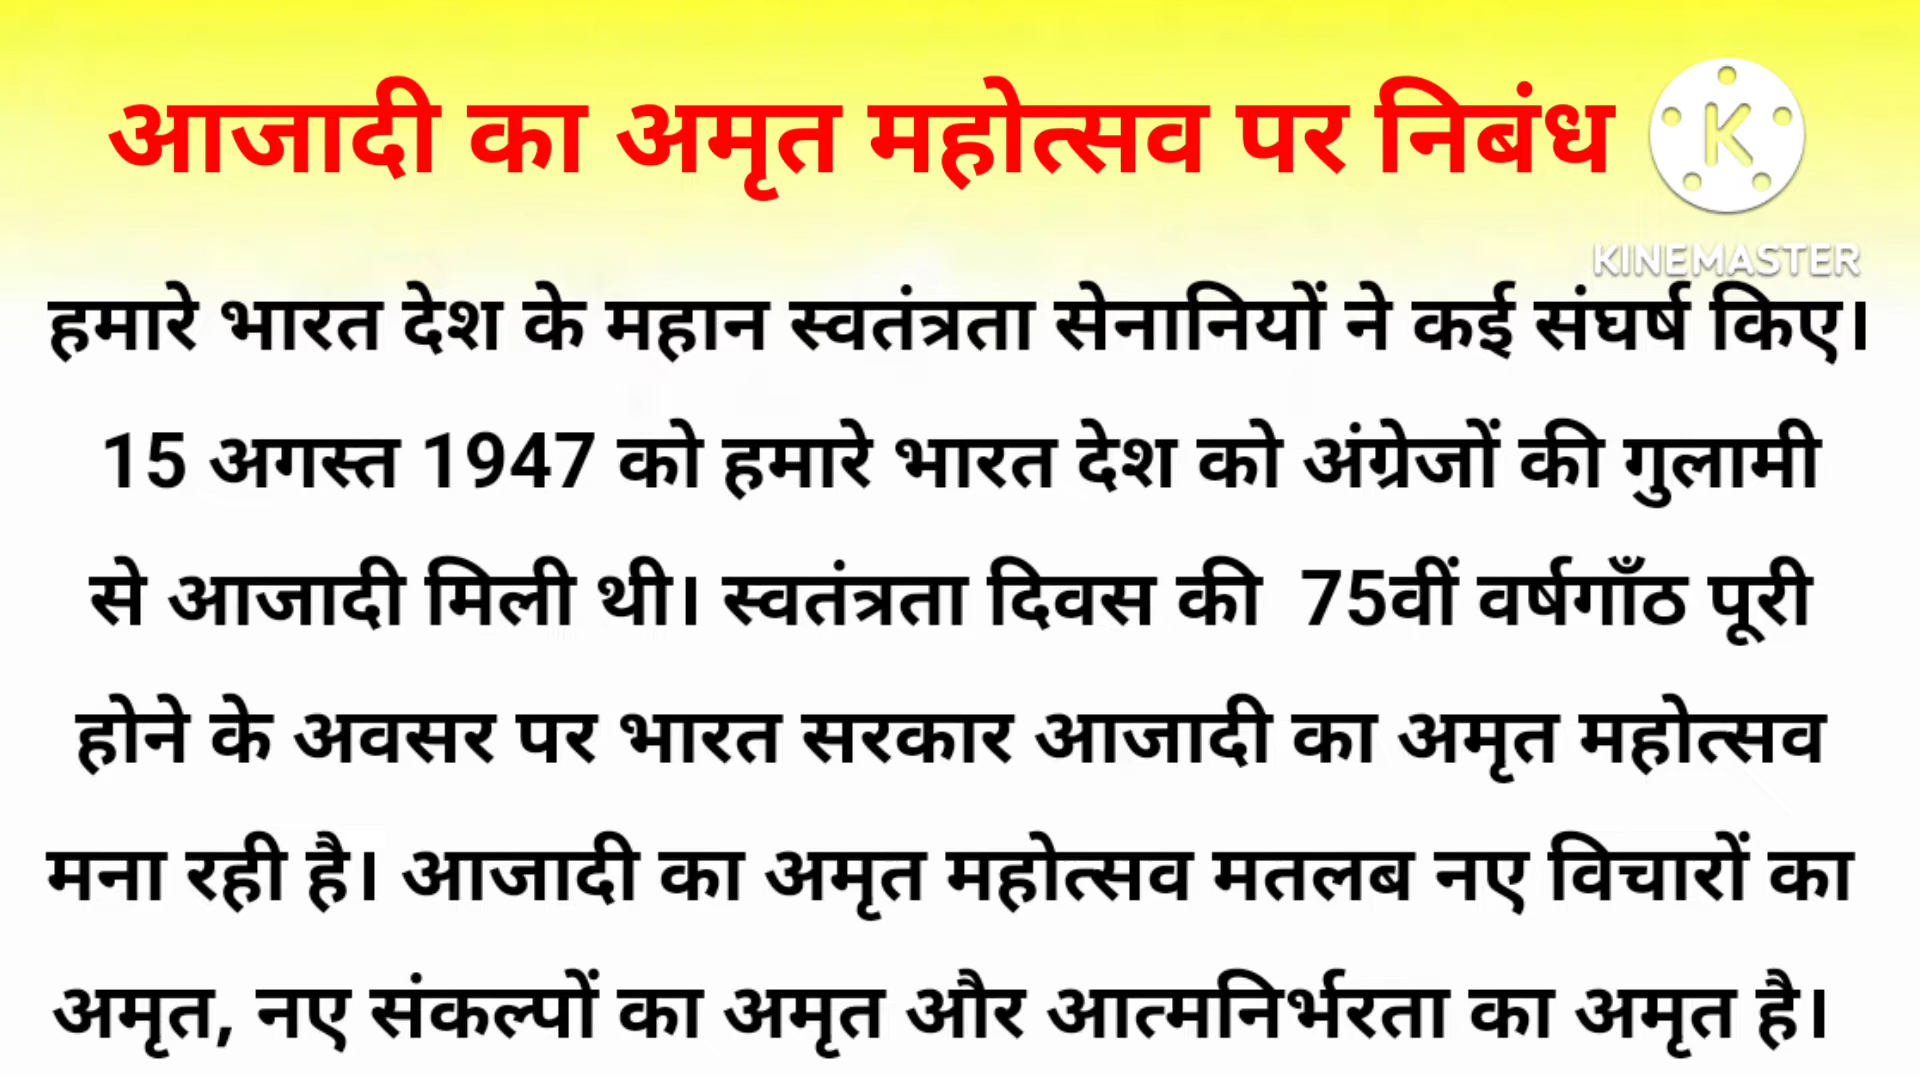 आजादी का अमृत महोत्सव पर निबंध
K
KINEMASTER
हमारे भारत देश के महान स्वतंत्रता सेनानियों ने कई संघर्ष किए।
15 अगस्त 1947 को हमारे भारत देश को अंग्रेजों की गुलामी
से आजादी मिली थी। स्वतंत्रता दिवस की 75वीं वर्षगाँठ पूरी
होने के अवसर पर भारत सरकार आजादी का अमृत महोत्सव
मना रही है। आजादी का अमृत महोत्सव मतलब नए विचारों का
अमृत, नए संकल्पों का अमृत और आत्मनिर्भरता का अमृत है।